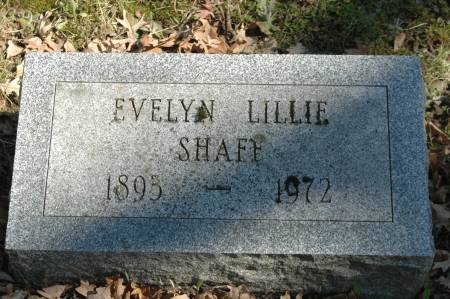 EVELYN LILLIE
SHAFF
1895 — 1972